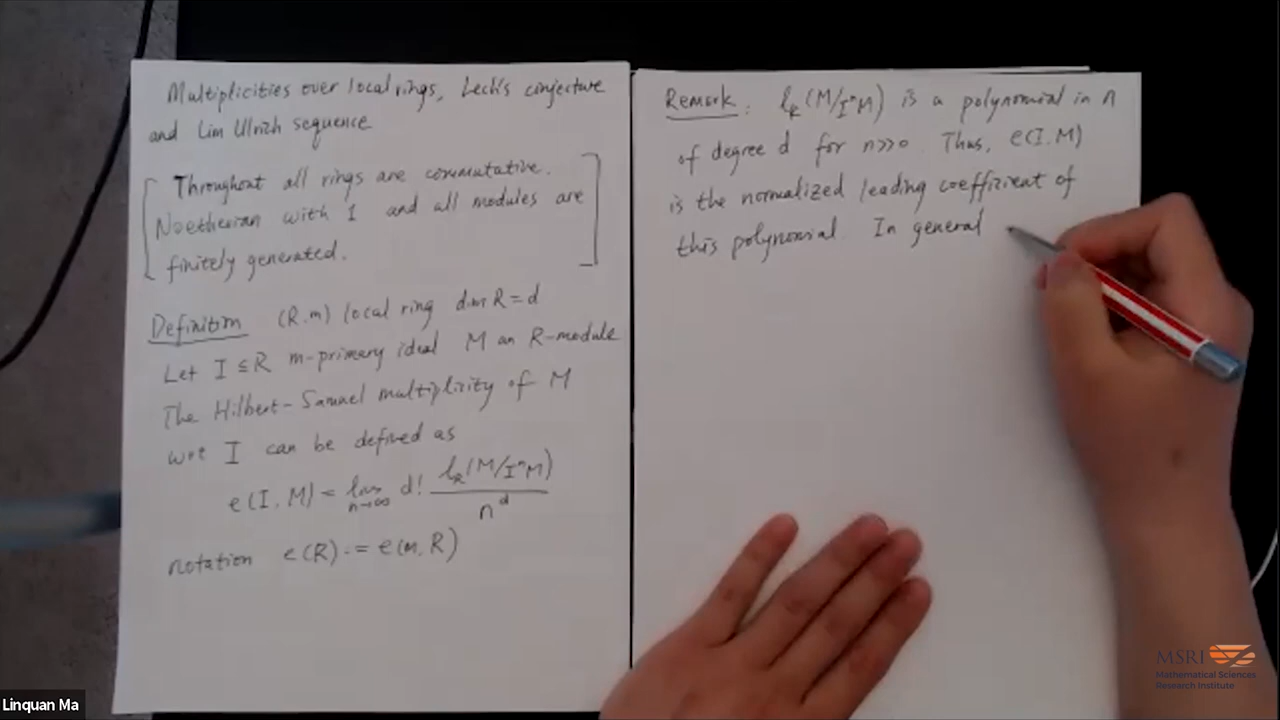 Multiplicities over local rings, Lech's conjecture
and Lim Ulrich sequence
Throughout all rings are commutative.
Noetherian with 1 and all modules are
finitely generated.
Definition (R.m) local ring dim R = d
Let I ⊆ R m-primary ideal M an R-module
The Hilbert-Samuel multiplicity of M
wrt I can be defined as
e(I, M) = lim_{n→∞} d! l_R(M/IⁿM) / n^d
notation e(R) := e(m, R)
Remark: l_R(M/IⁿM) is a polynomial in n
of degree d for n>>0. Thus, e(I.M)
is the normalized leading coefficient of
this polynomial. In general
Linquan Ma
MSRI
Mathematical Sciences
Research Institute